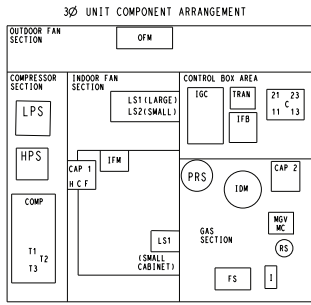 3Ø UNIT COMPONENT ARRANGEMENT
OUTDOOR FAN
SECTION
OFM
COMPRESSOR
SECTION
LPS
HPS
COMP
T1
T2
T3
INDOOR FAN
SECTION
LS1(LARGE)
LS2(SMALL)
IFM
CAP 1
H C F
LS1
(SMALL
CABINET)
CONTROL BOX AREA
IGC
TRAN
IFB
21 23
C
11 13
PRS
IDM
CAP 2
GAS
SECTION
MGV
MC
RS
FS
I